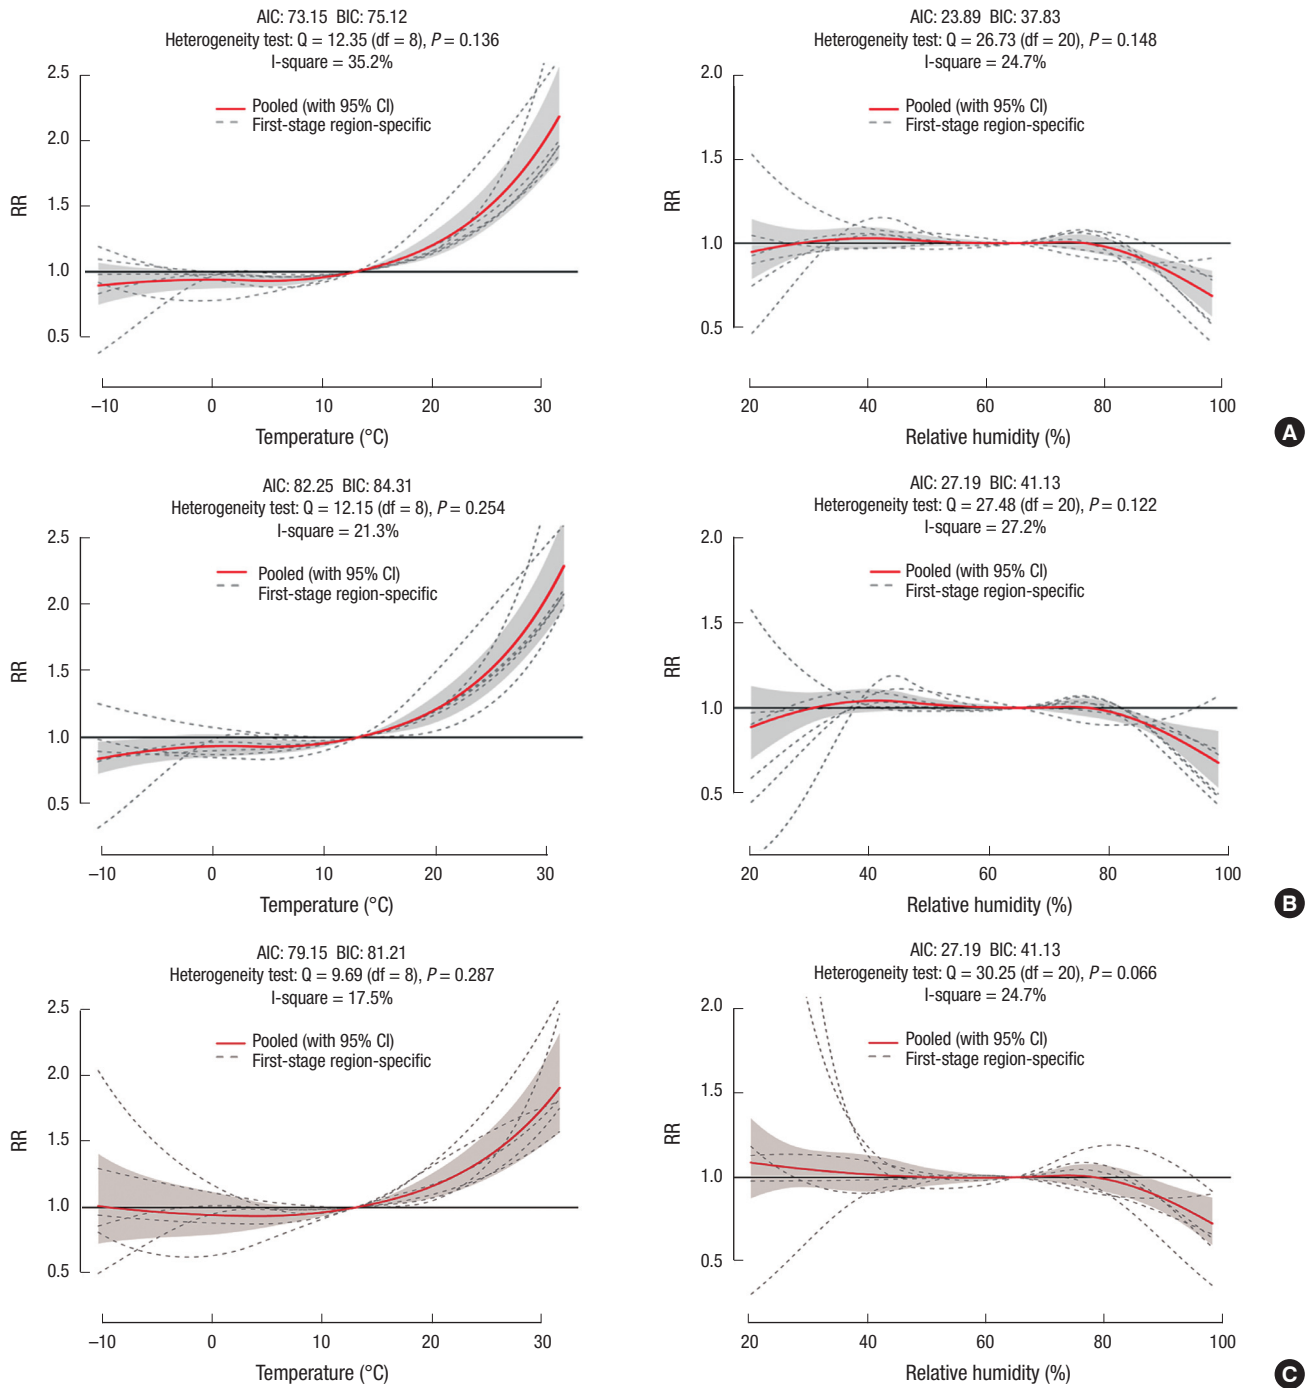 AIC: 73.15 BIC: 75.12
Heterogeneity test: Q = 12.35 (df = 8), P = 0.136
I-square = 35.2%
2.5
2.0
1.5
1.0
0.5
RR
Pooled (with 95% CI)
First-stage region-specific
–10 0 10 20 30
Temperature (°C)
AIC: 23.89 BIC: 37.83
Heterogeneity test: Q = 26.73 (df = 20), P = 0.148
I-square = 24.7%
2.0
1.5
1.0
0.5
RR
Pooled (with 95% CI)
First-stage region-specific
20 40 60 80 100
Relative humidity (%)
A
AIC: 82.25 BIC: 84.31
Heterogeneity test: Q = 12.15 (df = 8), P = 0.254
I-square = 21.3%
2.5
2.0
1.5
1.0
0.5
RR
Pooled (with 95% CI)
First-stage region-specific
–10 0 10 20 30
Temperature (°C)
AIC: 27.19 BIC: 41.13
Heterogeneity test: Q = 27.48 (df = 20), P = 0.122
I-square = 27.2%
2.0
1.5
1.0
0.5
RR
Pooled (with 95% CI)
First-stage region-specific
20 40 60 80 100
Relative humidity (%)
B
AIC: 79.15 BIC: 81.21
Heterogeneity test: Q = 9.69 (df = 8), P = 0.287
I-square = 17.5%
2.5
2.0
1.5
1.0
0.5
RR
Pooled (with 95% CI)
First-stage region-specific
–10 0 10 20 30
Temperature (°C)
AIC: 27.19 BIC: 41.13
Heterogeneity test: Q = 30.25 (df = 20), P = 0.066
I-square = 24.7%
2.0
1.5
1.0
0.5
RR
Pooled (with 95% CI)
First-stage region-specific
20 40 60 80 100
Relative humidity (%)
C